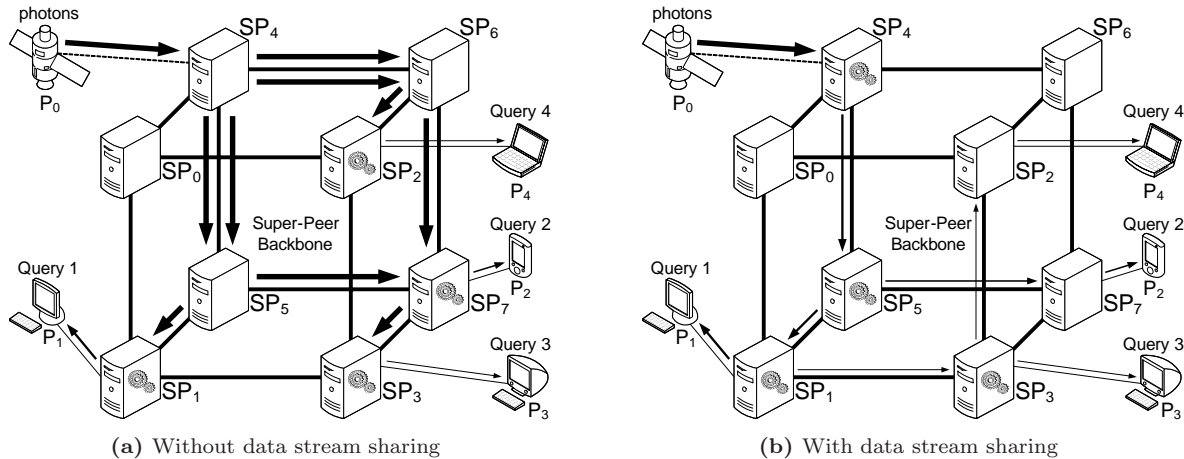 photons
SP4
SP6
P0
Query 4
SP0
SP2
P4
Super-Peer
Backbone
Query 2
Query 1
P2
SP5
SP7
P1
Query 3
SP1
SP3
P3
(a) Without data stream sharing
photons
SP4
SP6
P0
Query 4
SP0
SP2
P4
Super-Peer
Backbone
Query 2
Query 1
P2
SP5
SP7
P1
Query 3
SP1
SP3
P3
(b) With data stream sharing